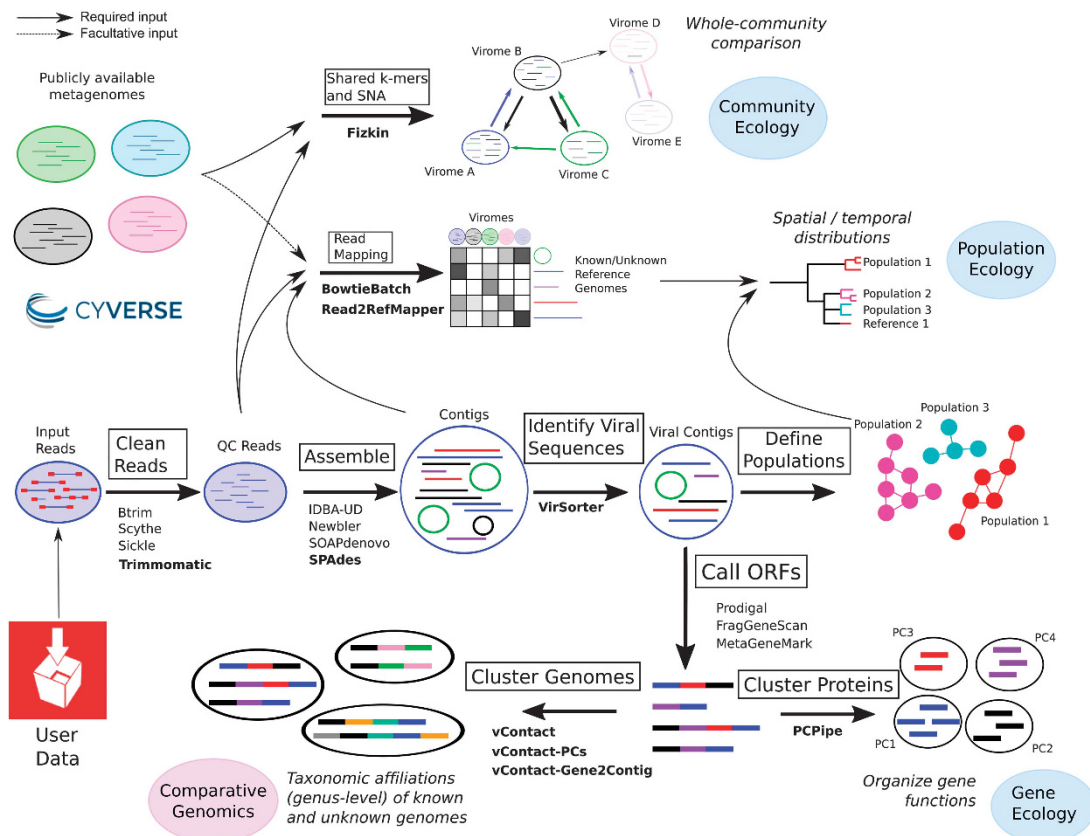 Required input
Facultative input
Publicly available
metagenomes
CYVERSE
Shared k-mers
and SNA
Fizkin
Virome B
Virome D
Virome A
Virome C
Virome E
Whole-community
comparison
Community
Ecology
Read
Mapping
BowtieBatch
Read2RefMapper
Viromes
Known/Unknown
Reference
Genomes
Spatial / temporal
distributions
Population 1
Population 2
Population 3
Reference 1
Population
Ecology
Input
Reads
Clean
Reads
Btrim
Scythe
Sickle
Trimmomatic
QC Reads
Assemble
IDBA-UD
Newbler
SOAPdenovo
SPAdes
Contigs
Identify Viral
Sequences
VirSorter
Viral Contigs
Define
Populations
Population 2
Population 3
Population 1
Call ORFs
Prodigal
FragGeneScan
MetaGeneMark
User
Data
Cluster Genomes
vContact
vContact-PCs
vContact-Gene2Contig
Comparative
Genomics
Taxonomic affiliations
(genus-level) of known
and unknown genomes
Cluster Proteins
PCPipe
PC3
PC4
PC1
PC2
Organize gene
functions
Gene
Ecology